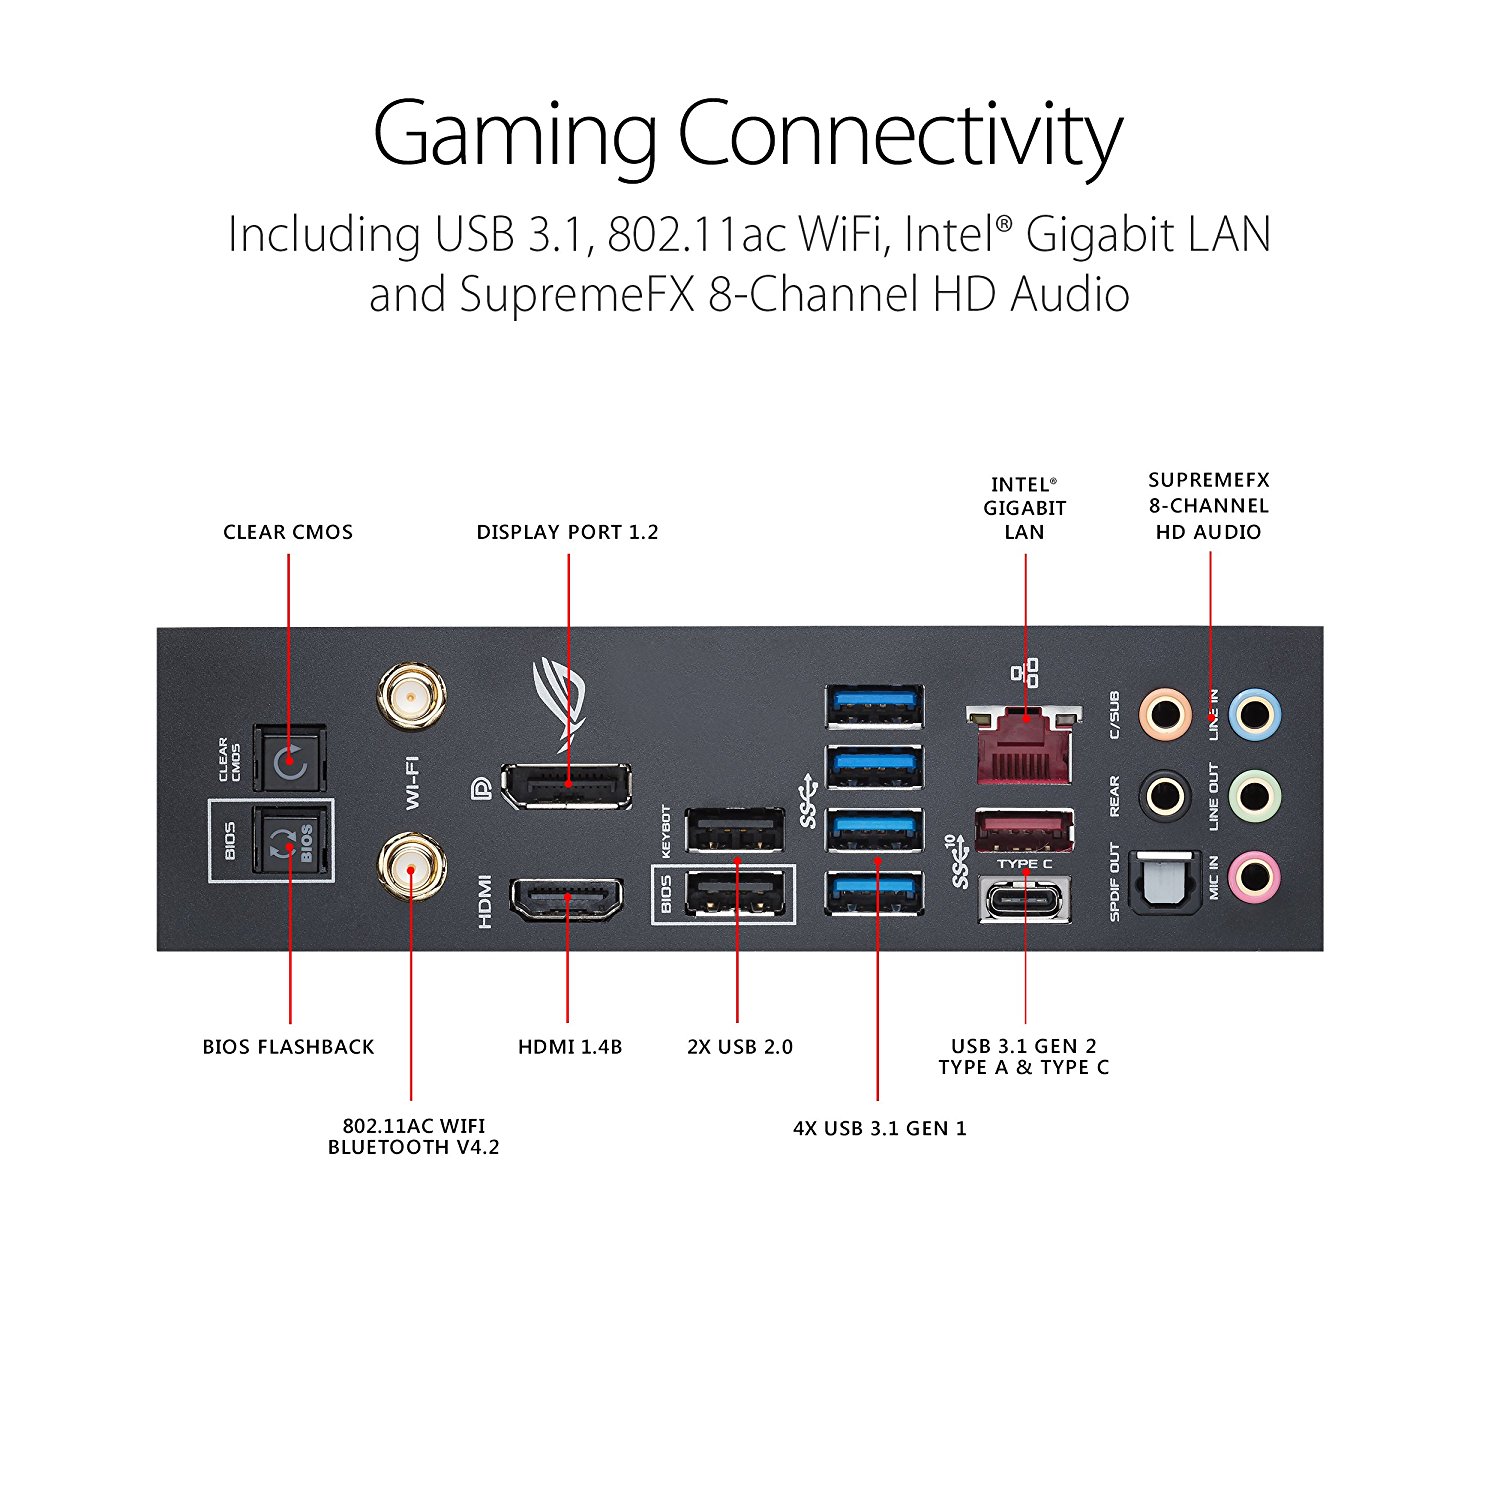 Gaming Connectivity
Including USB 3.1, 802.11ac WiFi, Intel® Gigabit LAN
and SupremeFX 8-Channel HD Audio
CLEAR CMOS
DISPLAY PORT 1.2
INTEL®
GIGABIT
LAN
SUPREMEFX
8-CHANNEL
HD AUDIO
CLEAR
CMOS
BIOS
BIOS
WI-FI
HDMI
KEYBOT
BIOS
SS
SS 10
TYPE C
C/SUB
REAR
SPDIF OUT
LINE IN
LINE OUT
MIC IN
BIOS FLASHBACK
802.11AC WIFI
BLUETOOTH V4.2
HDMI 1.4B
2X USB 2.0
4X USB 3.1 GEN 1
USB 3.1 GEN 2
TYPE A & TYPE C